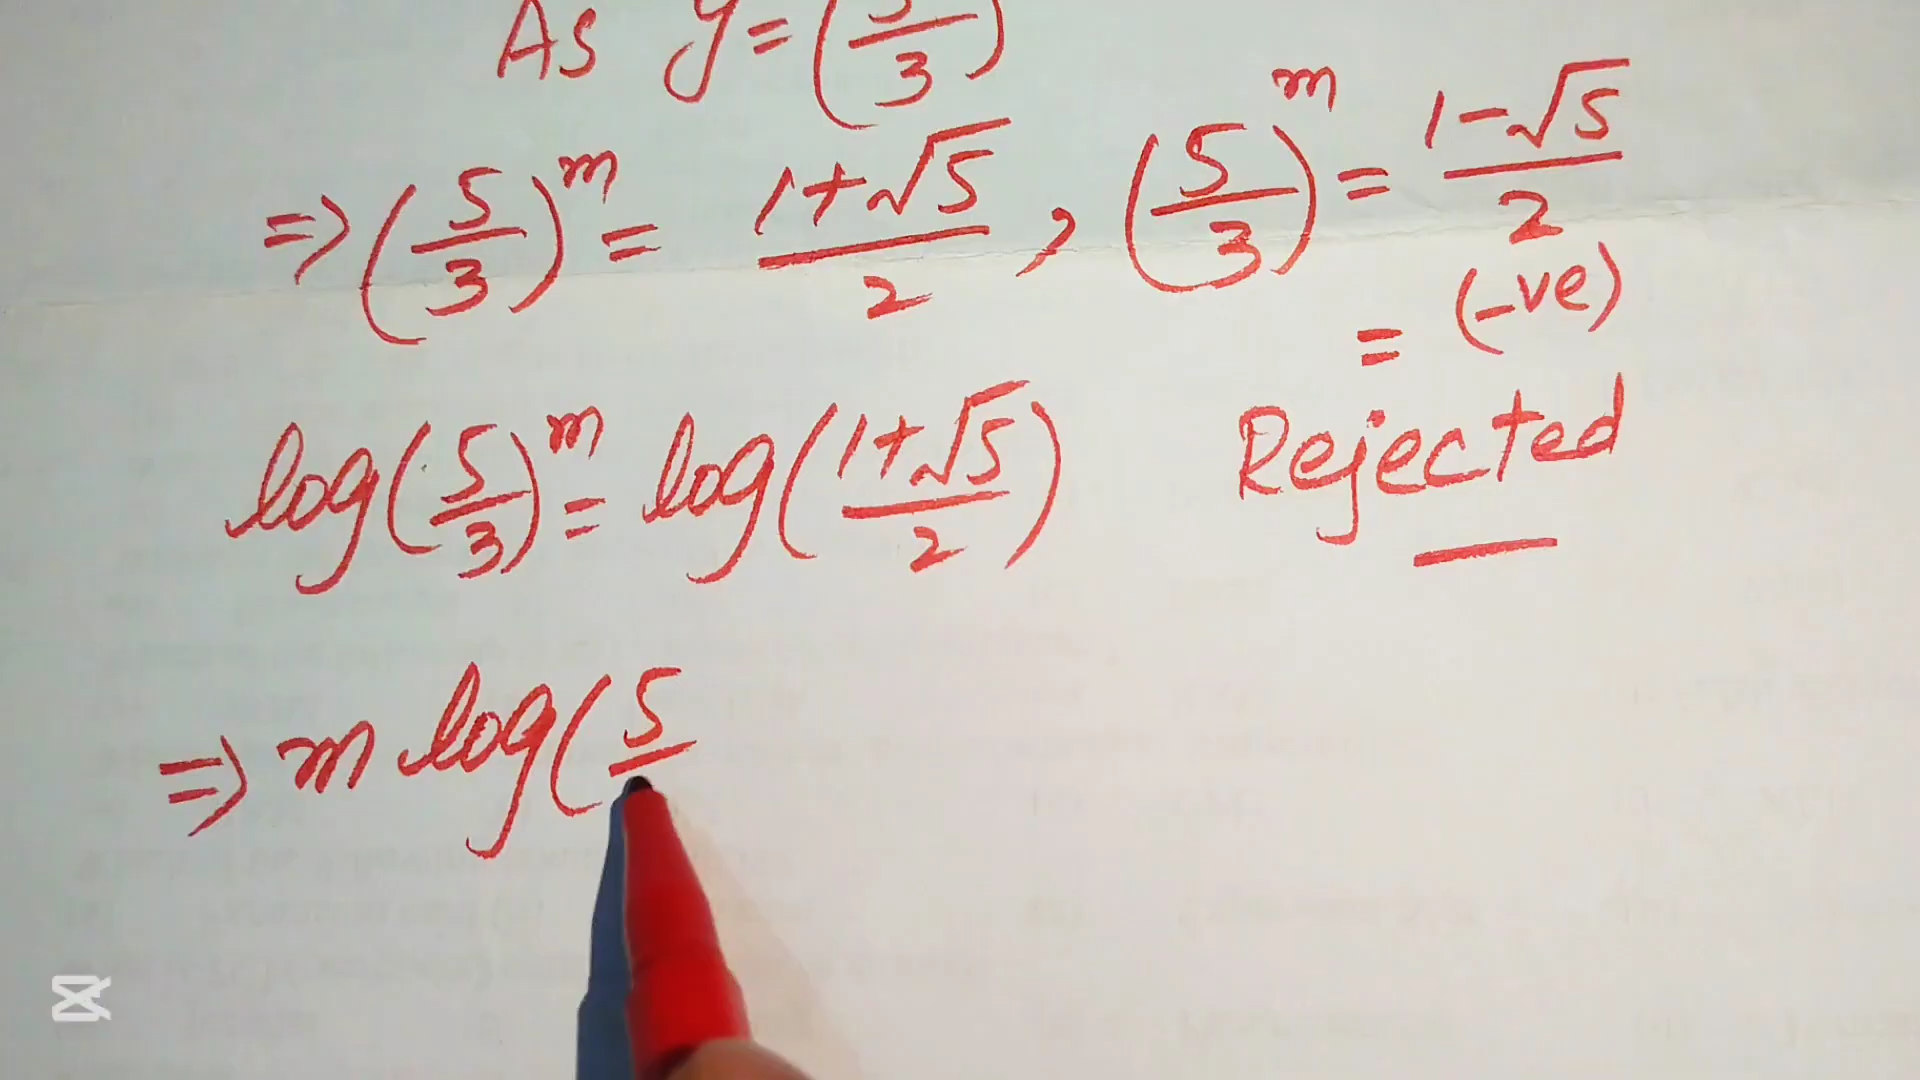 As y = (5/3)
=> (5/3)^m = (1+√5)/2 , (5/3)^m = (1-√5)/2
= (-ve)
log(5/3)^m = log((1+√5)/2) Rejected
=> m log(5